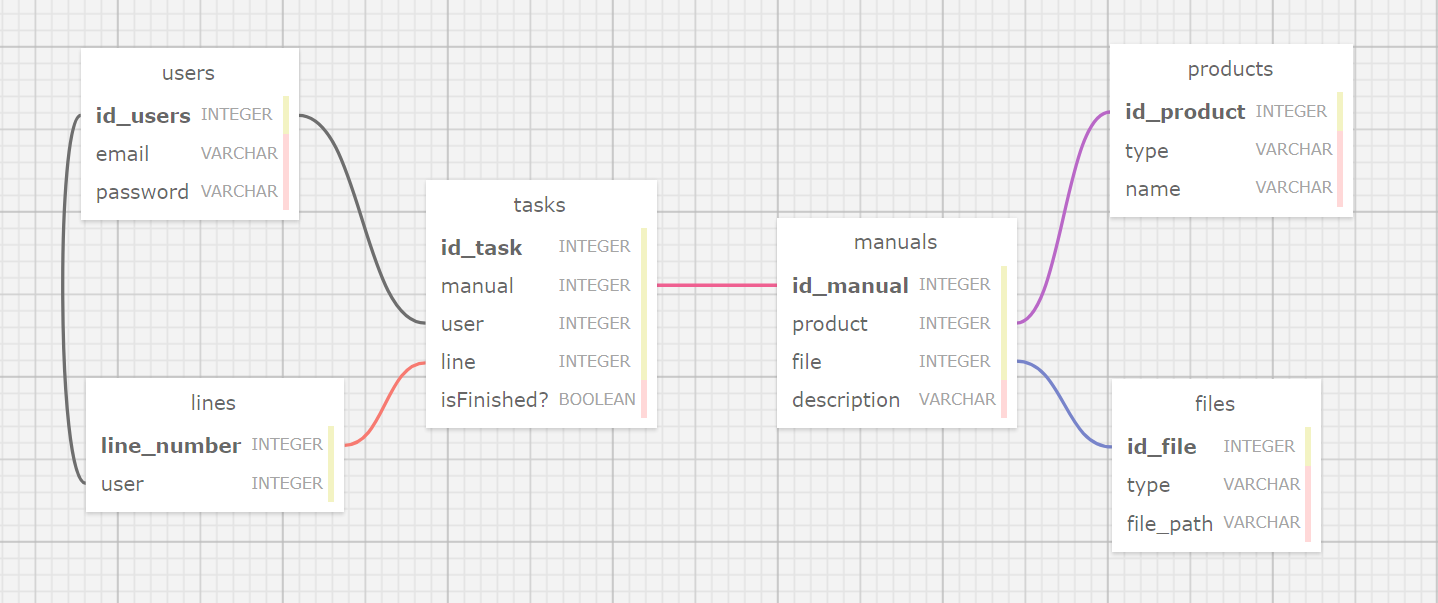 users
id_users INTEGER
email VARCHAR
password VARCHAR
tasks
id_task INTEGER
manual INTEGER
user INTEGER
line INTEGER
isFinished? BOOLEAN
lines
line_number INTEGER
user INTEGER
manuals
id_manual INTEGER
product INTEGER
file INTEGER
description VARCHAR
products
id_product INTEGER
type VARCHAR
name VARCHAR
files
id_file INTEGER
type VARCHAR
file_path VARCHAR